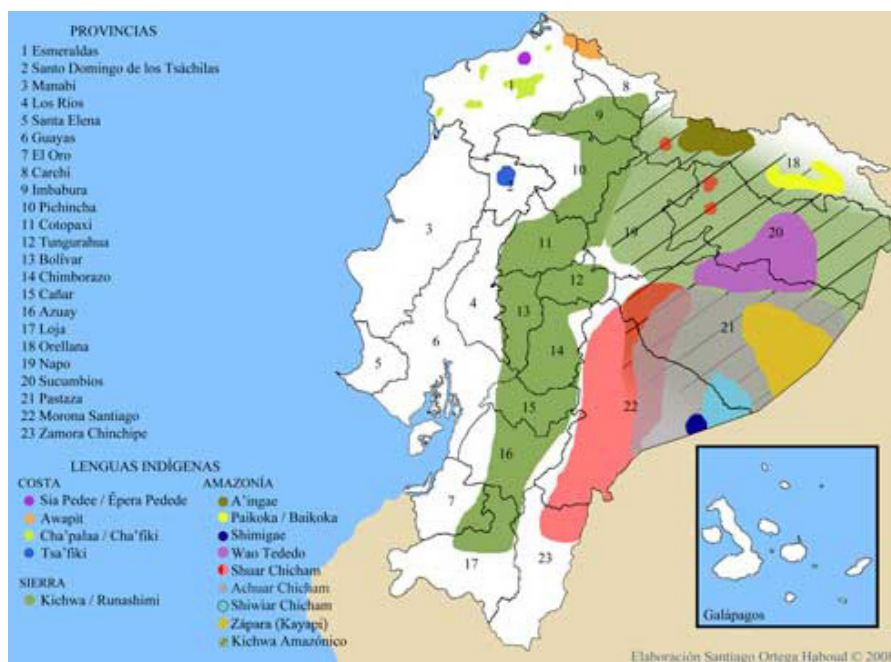 PROVINCIAS
1 Esmeraldas
2 Santo Domingo de los Tsáchilas
3 Manabí
4 Los Ríos
5 Santa Elena
6 Guayas
7 El Oro
8 Carchi
9 Imbabura
10 Pichincha
11 Cotopaxi
12 Tungurahua
13 Bolívar
14 Chimborazo
15 Cañar
16 Azuay
17 Loja
18 Orellana
19 Napo
20 Sucumbios
21 Pastaza
22 Morona Santiago
23 Zamora Chinchipe
LENGUAS INDÍGENAS
COSTA
Sia Pedee / Épera Pedede
Awapit
Cha'palaa / Cha'fiki
Tsa'fiki
SIERRA
Kichwa / Runashimi
AMAZONÍA
A'ingae
Paikoka / Baikoka
Shimigae
Wao Tededo
Shuar Chicham
Achuar Chicham
Shiwiar Chicham
Zápara (Kayapi)
Kichwa Amazónico
1
8
9
18
10
2
3
19
20
11
12
4
13
21
6
14
5
15
22
16
7
17
23
Galápagos
Elaboración Santiago Ortega Haboud © 2008